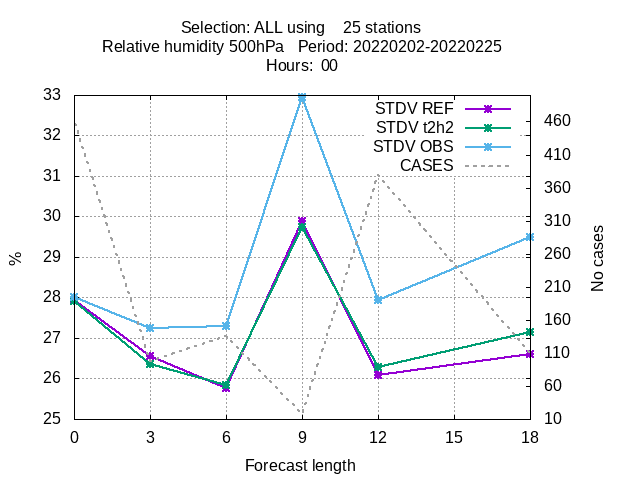 Selection: ALL using    25 stations
Relative humidity 500hPa   Period: 20220202-20220225
Hours:  00
33
32
31
30
29
28
27
26
25
%
STDV REF
STDV t2h2
STDV OBS
CASES
460
410
360
310
260
210
160
110
60
10
No cases
0 3 6 9 12 15 18
Forecast length